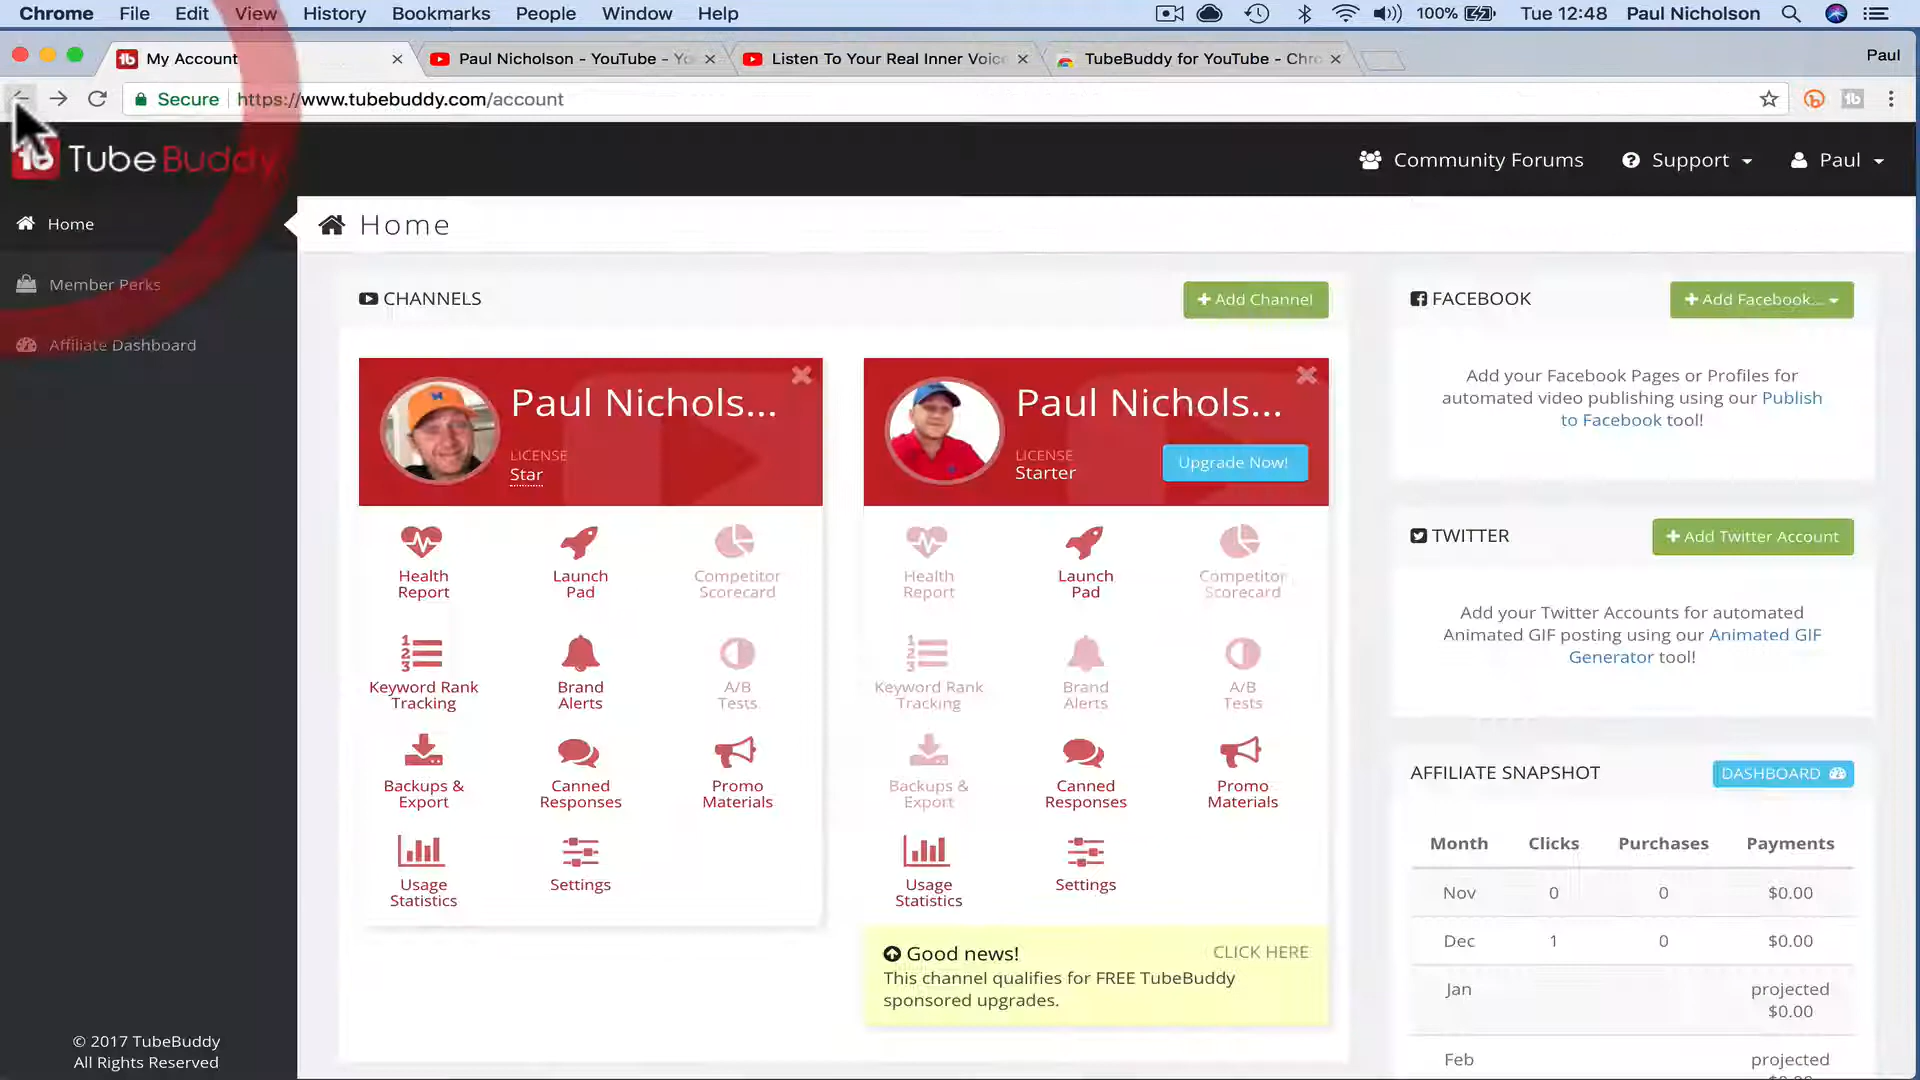 Chrome File Edit View History Bookmarks People Window Help 100% Tue 12:48 Paul Nicholson
My Account Paul Nicholson - YouTube - Yo Listen To Your Real Inner Voic TubeBuddy for YouTube - Chro Paul
Secure https://www.tubebuddy.com/account
TubeBuddy Community Forums Support Paul
Home
Member Perks
Affiliate Dashboard
© 2017 TubeBuddy
All Rights Reserved
Home
CHANNELS
+ Add Channel
Paul Nichols...
LICENSE
Star
Health
Report
Launch
Pad
Competitor
Scorecard
Keyword Rank
Tracking
Brand
Alerts
A/B
Tests
Backups &
Export
Canned
Responses
Promo
Materials
Usage
Statistics
Settings
Paul Nichols...
LICENSE
Starter
Upgrade Now!
Health
Report
Launch
Pad
Competitor
Scorecard
Keyword Rank
Tracking
Brand
Alerts
A/B
Tests
Backups &
Export
Canned
Responses
Promo
Materials
Usage
Statistics
Settings
Good news! CLICK HERE
This channel qualifies for FREE TubeBuddy
sponsored upgrades.
FACEBOOK
+ Add Facebook...
Add your Facebook Pages or Profiles for
automated video publishing using our Publish
to Facebook tool!
TWITTER
+ Add Twitter Account
Add your Twitter Accounts for automated
Animated GIF posting using our Animated GIF
Generator tool!
AFFILIATE SNAPSHOT
DASHBOARD
Month Clicks Purchases Payments
Nov 0 0 $0.00
Dec 1 0 $0.00
Jan projected
$0.00
Feb projected